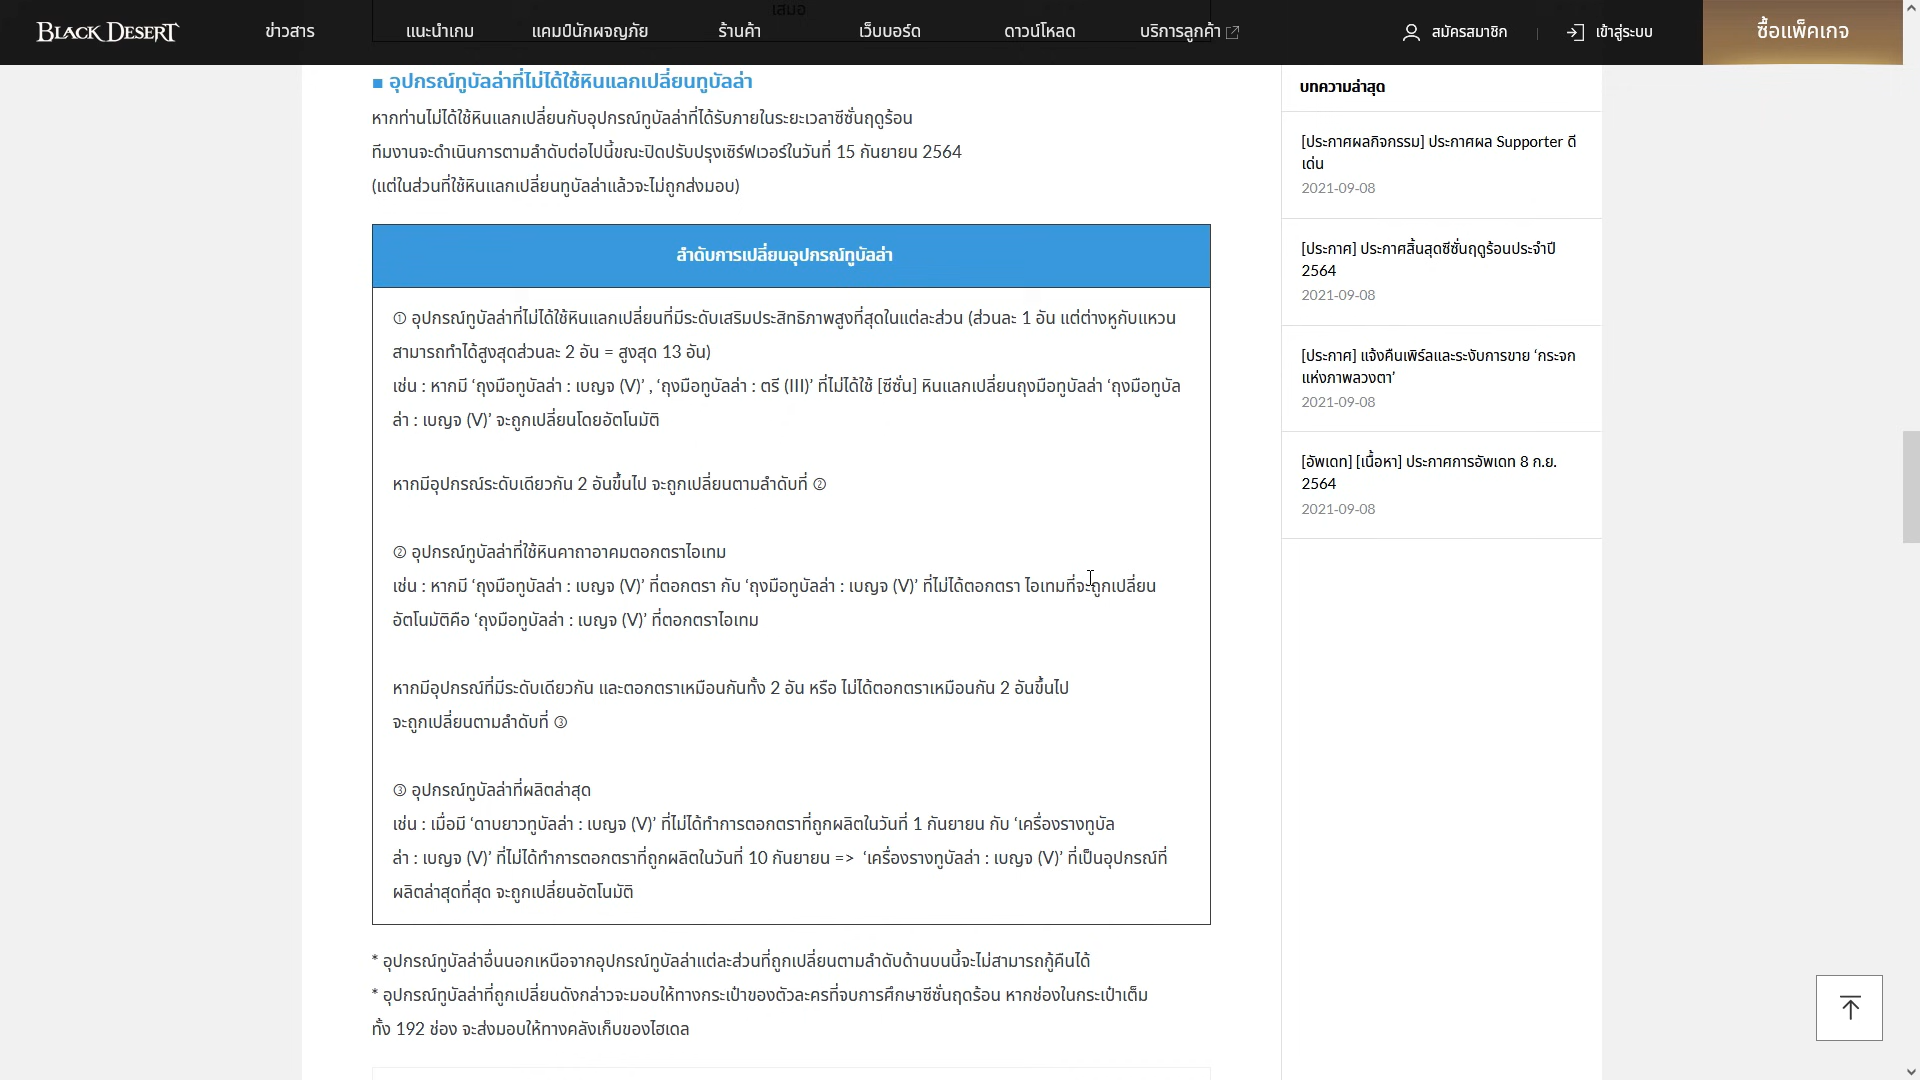 เสมอ
BLACK DESERT
ข่าวสาร
แนะนำเกม
แคมป์นักผจญภัย
ร้านค้า
เว็บบอร์ด
ดาวน์โหลด
บริการลูกค้า
สมัครสมาชิก
เข้าสู่ระบบ
ซื้อแพ็คเกจ
■ อุปกรณ์ทูบัลล่าที่ไม่ได้ใช้หินแลกเปลี่ยนทูบัลล่า
หากท่านไม่ได้ใช้หินแลกเปลี่ยนกับอุปกรณ์ทูบัลล่าที่ได้รับภายในระยะเวลาซีซั่นฤดูร้อน
ทีมงานจะดำเนินการตามลำดับต่อไปนี้ขณะปิดปรับปรุงเซิร์ฟเวอร์ในวันที่ 15 กันยายน 2564
(แต่ในส่วนที่ใช้หินแลกเปลี่ยนทูบัลล่าแล้วจะไม่ถูกส่งมอบ)
ลำดับการเปลี่ยนอุปกรณ์ทูบัลล่า
① อุปกรณ์ทูบัลล่าที่ไม่ได้ใช้หินแลกเปลี่ยนที่มีระดับเสริมประสิทธิภาพสูงที่สุดในแต่ละส่วน (ส่วนละ 1 อัน แต่ต่างหูกับแหวน
สามารถทำได้สูงสุดส่วนละ 2 อัน = สูงสุด 13 อัน)
เช่น : หากมี ‘ถุงมือทูบัลล่า : เบญจ (V)’ , ‘ถุงมือทูบัลล่า : ตรี (III)’ ที่ไม่ได้ใช้ [ซีซั่น] หินแลกเปลี่ยนถุงมือทูบัลล่า ‘ถุงมือทูบัล
ล่า : เบญจ (V)’ จะถูกเปลี่ยนโดยอัตโนมัติ
หากมีอุปกรณ์ระดับเดียวกัน 2 อันขึ้นไป จะถูกเปลี่ยนตามลำดับที่ ②
② อุปกรณ์ทูบัลล่าที่ใช้หินคาถาอาคมตอกตราไอเทม
เช่น : หากมี ‘ถุงมือทูบัลล่า : เบญจ (V)’ ที่ตอกตรา กับ ‘ถุงมือทูบัลล่า : เบญจ (V)’ ที่ไม่ได้ตอกตรา ไอเทมที่จะถูกเปลี่ยน
อัตโนมัติคือ ‘ถุงมือทูบัลล่า : เบญจ (V)’ ที่ตอกตราไอเทม
หากมีอุปกรณ์ที่มีระดับเดียวกัน และตอกตราเหมือนกันทั้ง 2 อัน หรือ ไม่ได้ตอกตราเหมือนกัน 2 อันขึ้นไป
จะถูกเปลี่ยนตามลำดับที่ ③
③ อุปกรณ์ทูบัลล่าที่ผลิตล่าสุด
เช่น : เมื่อมี ‘ดาบยาวทูบัลล่า : เบญจ (V)’ ที่ไม่ได้ทำการตอกตราที่ถูกผลิตในวันที่ 1 กันยายน กับ ‘เครื่องรางทูบัล
ล่า : เบญจ (V)’ ที่ไม่ได้ทำการตอกตราที่ถูกผลิตในวันที่ 10 กันยายน => ‘เครื่องรางทูบัลล่า : เบญจ (V)’ ที่เป็นอุปกรณ์ที่
ผลิตล่าสุดที่สุด จะถูกเปลี่ยนอัตโนมัติ
* อุปกรณ์ทูบัลล่าอื่นนอกเหนือจากอุปกรณ์ทูบัลล่าแต่ละส่วนที่ถูกเปลี่ยนตามลำดับด้านบนนี้จะไม่สามารถกู้คืนได้
* อุปกรณ์ทูบัลล่าที่ถูกเปลี่ยนดังกล่าวจะมอบให้ทางกระเป๋าของตัวละครที่จบการศึกษาซีซั่นฤดูร้อน หากช่องในกระเป๋าเต็ม
ทั้ง 192 ช่อง จะส่งมอบให้ทางคลังเก็บของไฮเดล
บทความล่าสุด
[ประกาศผลกิจกรรม] ประกาศผล Supporter ดี
เด่น
2021-09-08
[ประกาศ] ประกาศสิ้นสุดซีซั่นฤดูร้อนประจำปี
2564
2021-09-08
[ประกาศ] แจ้งคืนเพิร์ลและระงับการขาย ‘กระจก
แห่งภาพลวงตา’
2021-09-08
[อัพเดท] [เนื้อหา] ประกาศการอัพเดท 8 ก.ย.
2564
2021-09-08